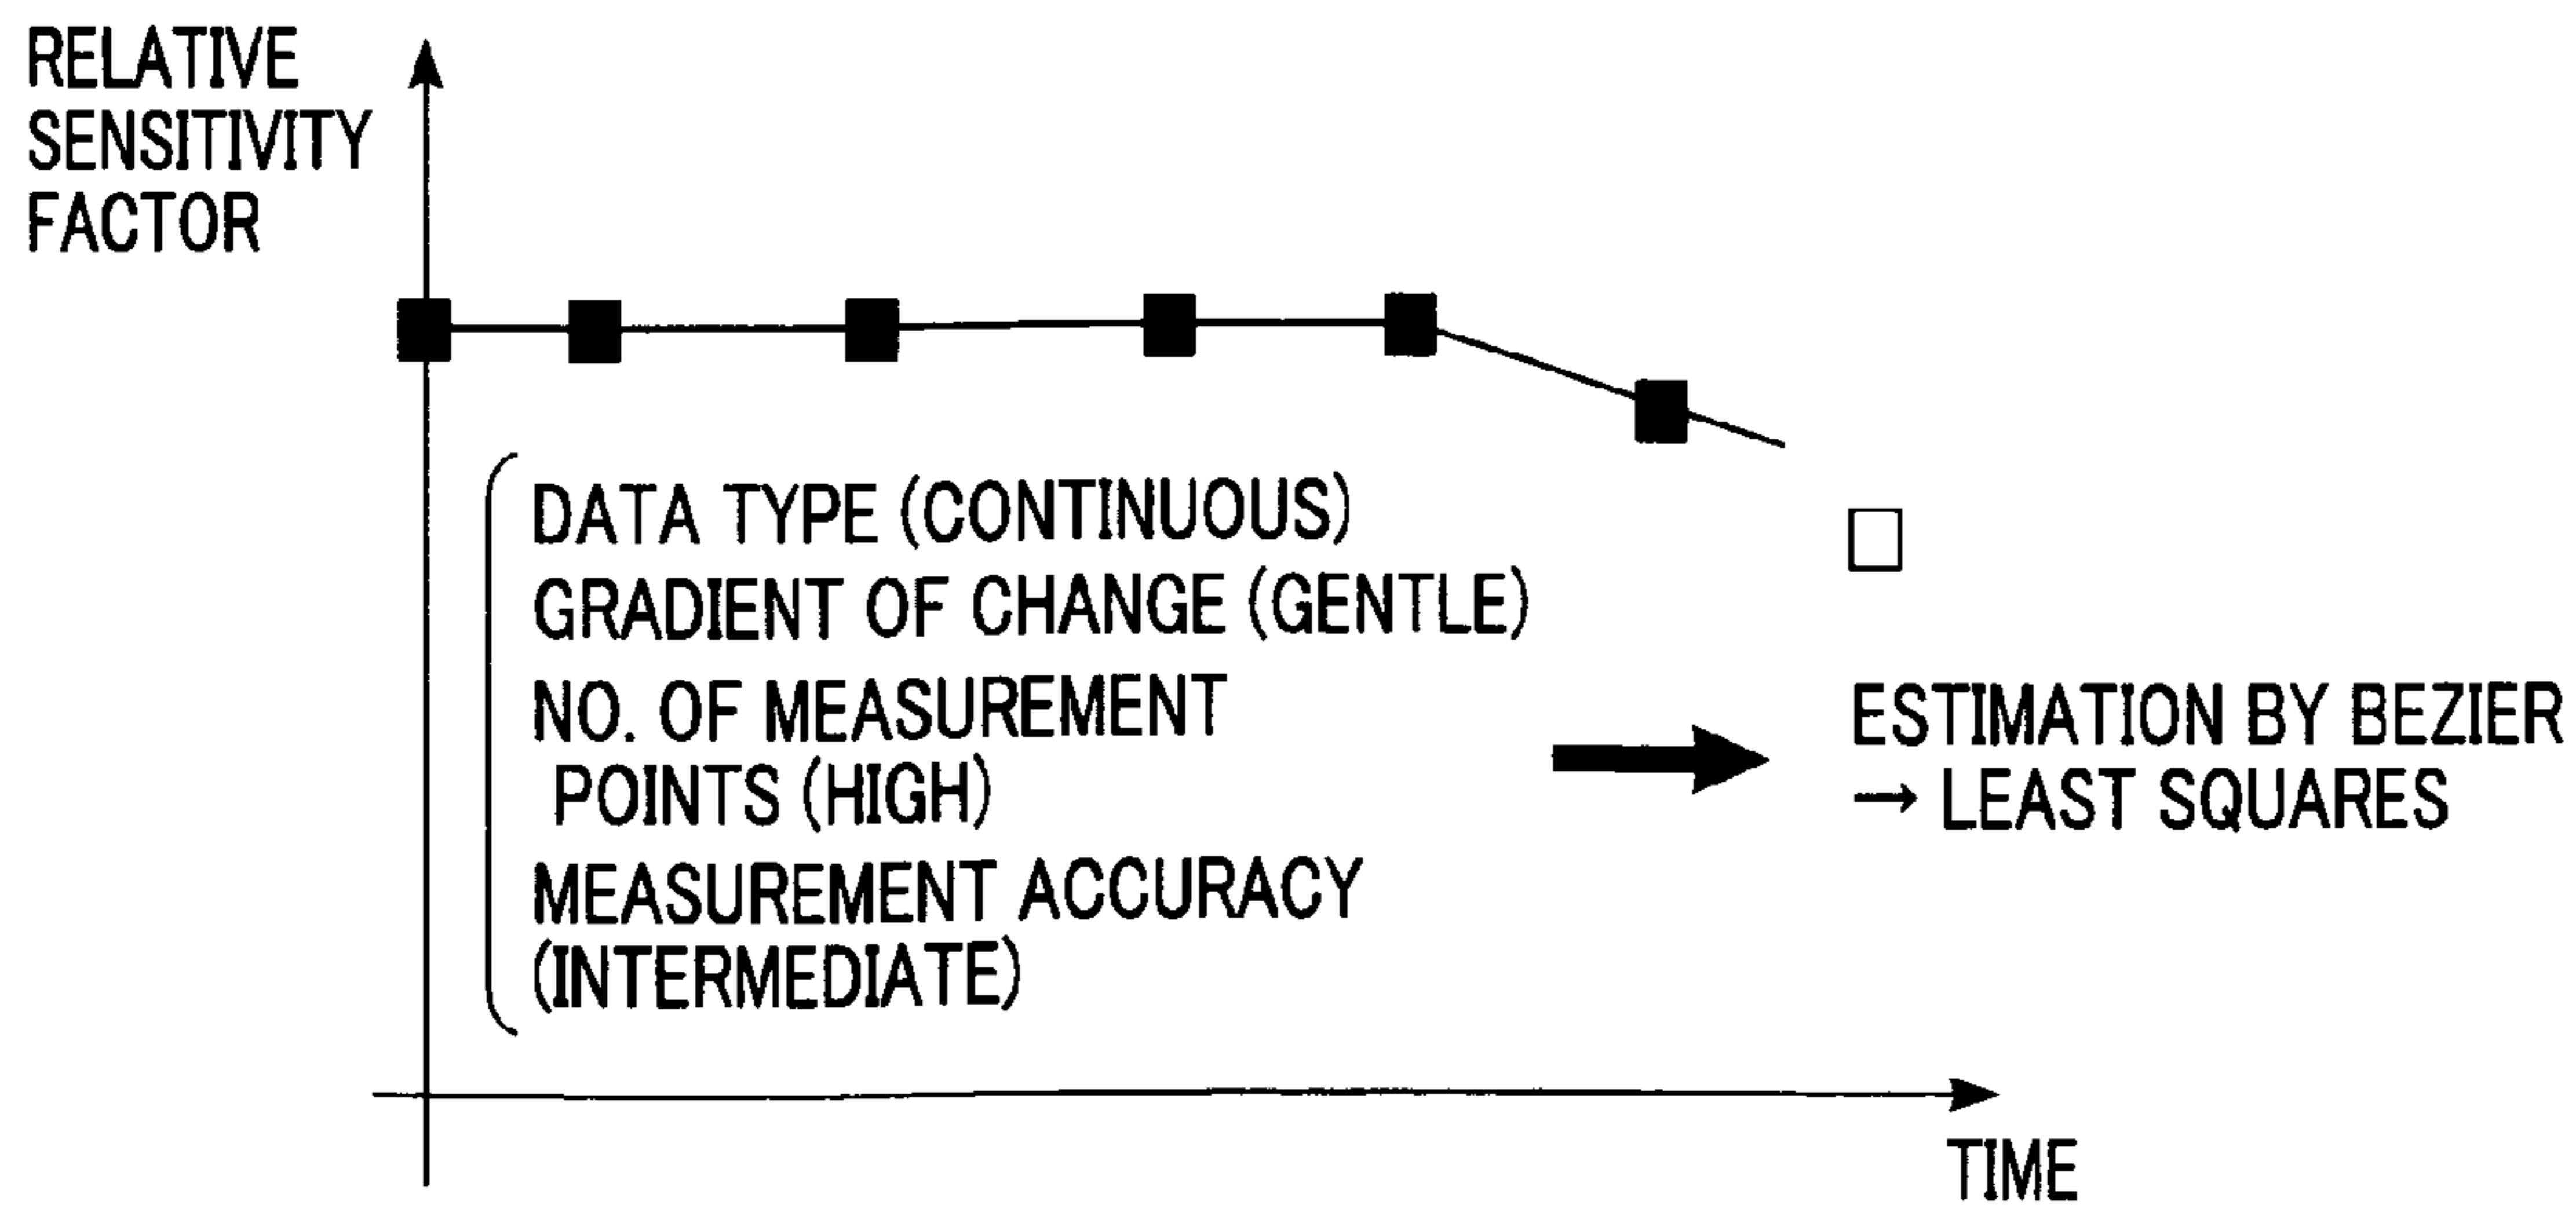 RELATIVE
SENSITIVITY
FACTOR
DATA TYPE (CONTINUOUS)
GRADIENT OF CHANGE (GENTLE)
NO. OF MEASUREMENT
POINTS (HIGH)
MEASUREMENT ACCURACY
(INTERMEDIATE)
ESTIMATION BY BEZIER
→ LEAST SQUARES
TIME